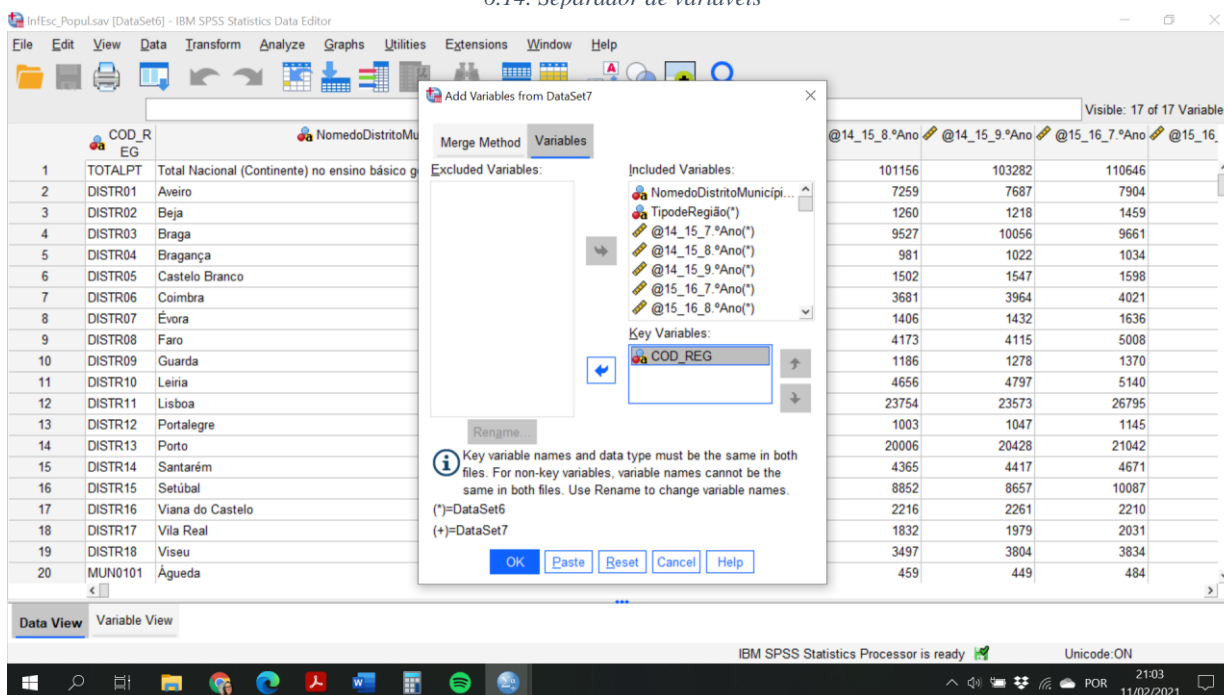 6.14. Separador de variáveis
InfEsc_Popul.sav [DataSet6] - IBM SPSS Statistics Data Editor
File Edit View Data Transform Analyze Graphs Utilities Extensions Window Help
Add Variables from DataSet7
Visible: 17 of 17 Variable
Merge Method Variables
Excluded Variables:
Included Variables:
NomedoDistritoMunicípi...
TipodeRegião(*)
@14_15_7.ºAno(*)
@14_15_8.ºAno(*)
@14_15_9.ºAno(*)
@15_16_7.ºAno(*)
@15_16_8.ºAno(*)
Key Variables:
COD_REG
Rename...
Key variable names and data type must be the same in both
files. For non-key variables, variable names cannot be the
same in both files. Use Rename to change variable names.
(*)=DataSet6
(+)=DataSet7
OK Paste Reset Cancel Help
COD_R
EG
NomedoDistritoMu @14_15_8.ºAno @14_15_9.ºAno @15_16_7.ºAno @15_16_
1 TOTALPT Total Nacional (Continente) no ensino básico g 101156 103282 110646
2 DISTR01 Aveiro 7259 7687 7904
3 DISTR02 Beja 1260 1218 1459
4 DISTR03 Braga 9527 10056 9661
5 DISTR04 Bragança 981 1022 1034
6 DISTR05 Castelo Branco 1502 1547 1598
7 DISTR06 Coimbra 3681 3964 4021
8 DISTR07 Évora 1406 1432 1636
9 DISTR08 Faro 4173 4115 5008
10 DISTR09 Guarda 1186 1278 1370
11 DISTR10 Leiria 4656 4797 5140
12 DISTR11 Lisboa 23754 23573 26795
13 DISTR12 Portalegre 1003 1047 1145
14 DISTR13 Porto 20006 20428 21042
15 DISTR14 Santarém 4365 4417 4671
16 DISTR15 Setúbal 8852 8657 10087
17 DISTR16 Viana do Castelo 2216 2261 2210
18 DISTR17 Vila Real 1832 1979 2031
19 DISTR18 Viseu 3497 3804 3834
20 MUN0101 Águeda 459 449 484
Data View Variable View
IBM SPSS Statistics Processor is ready Unicode:ON
POR 21:03
11/02/2021